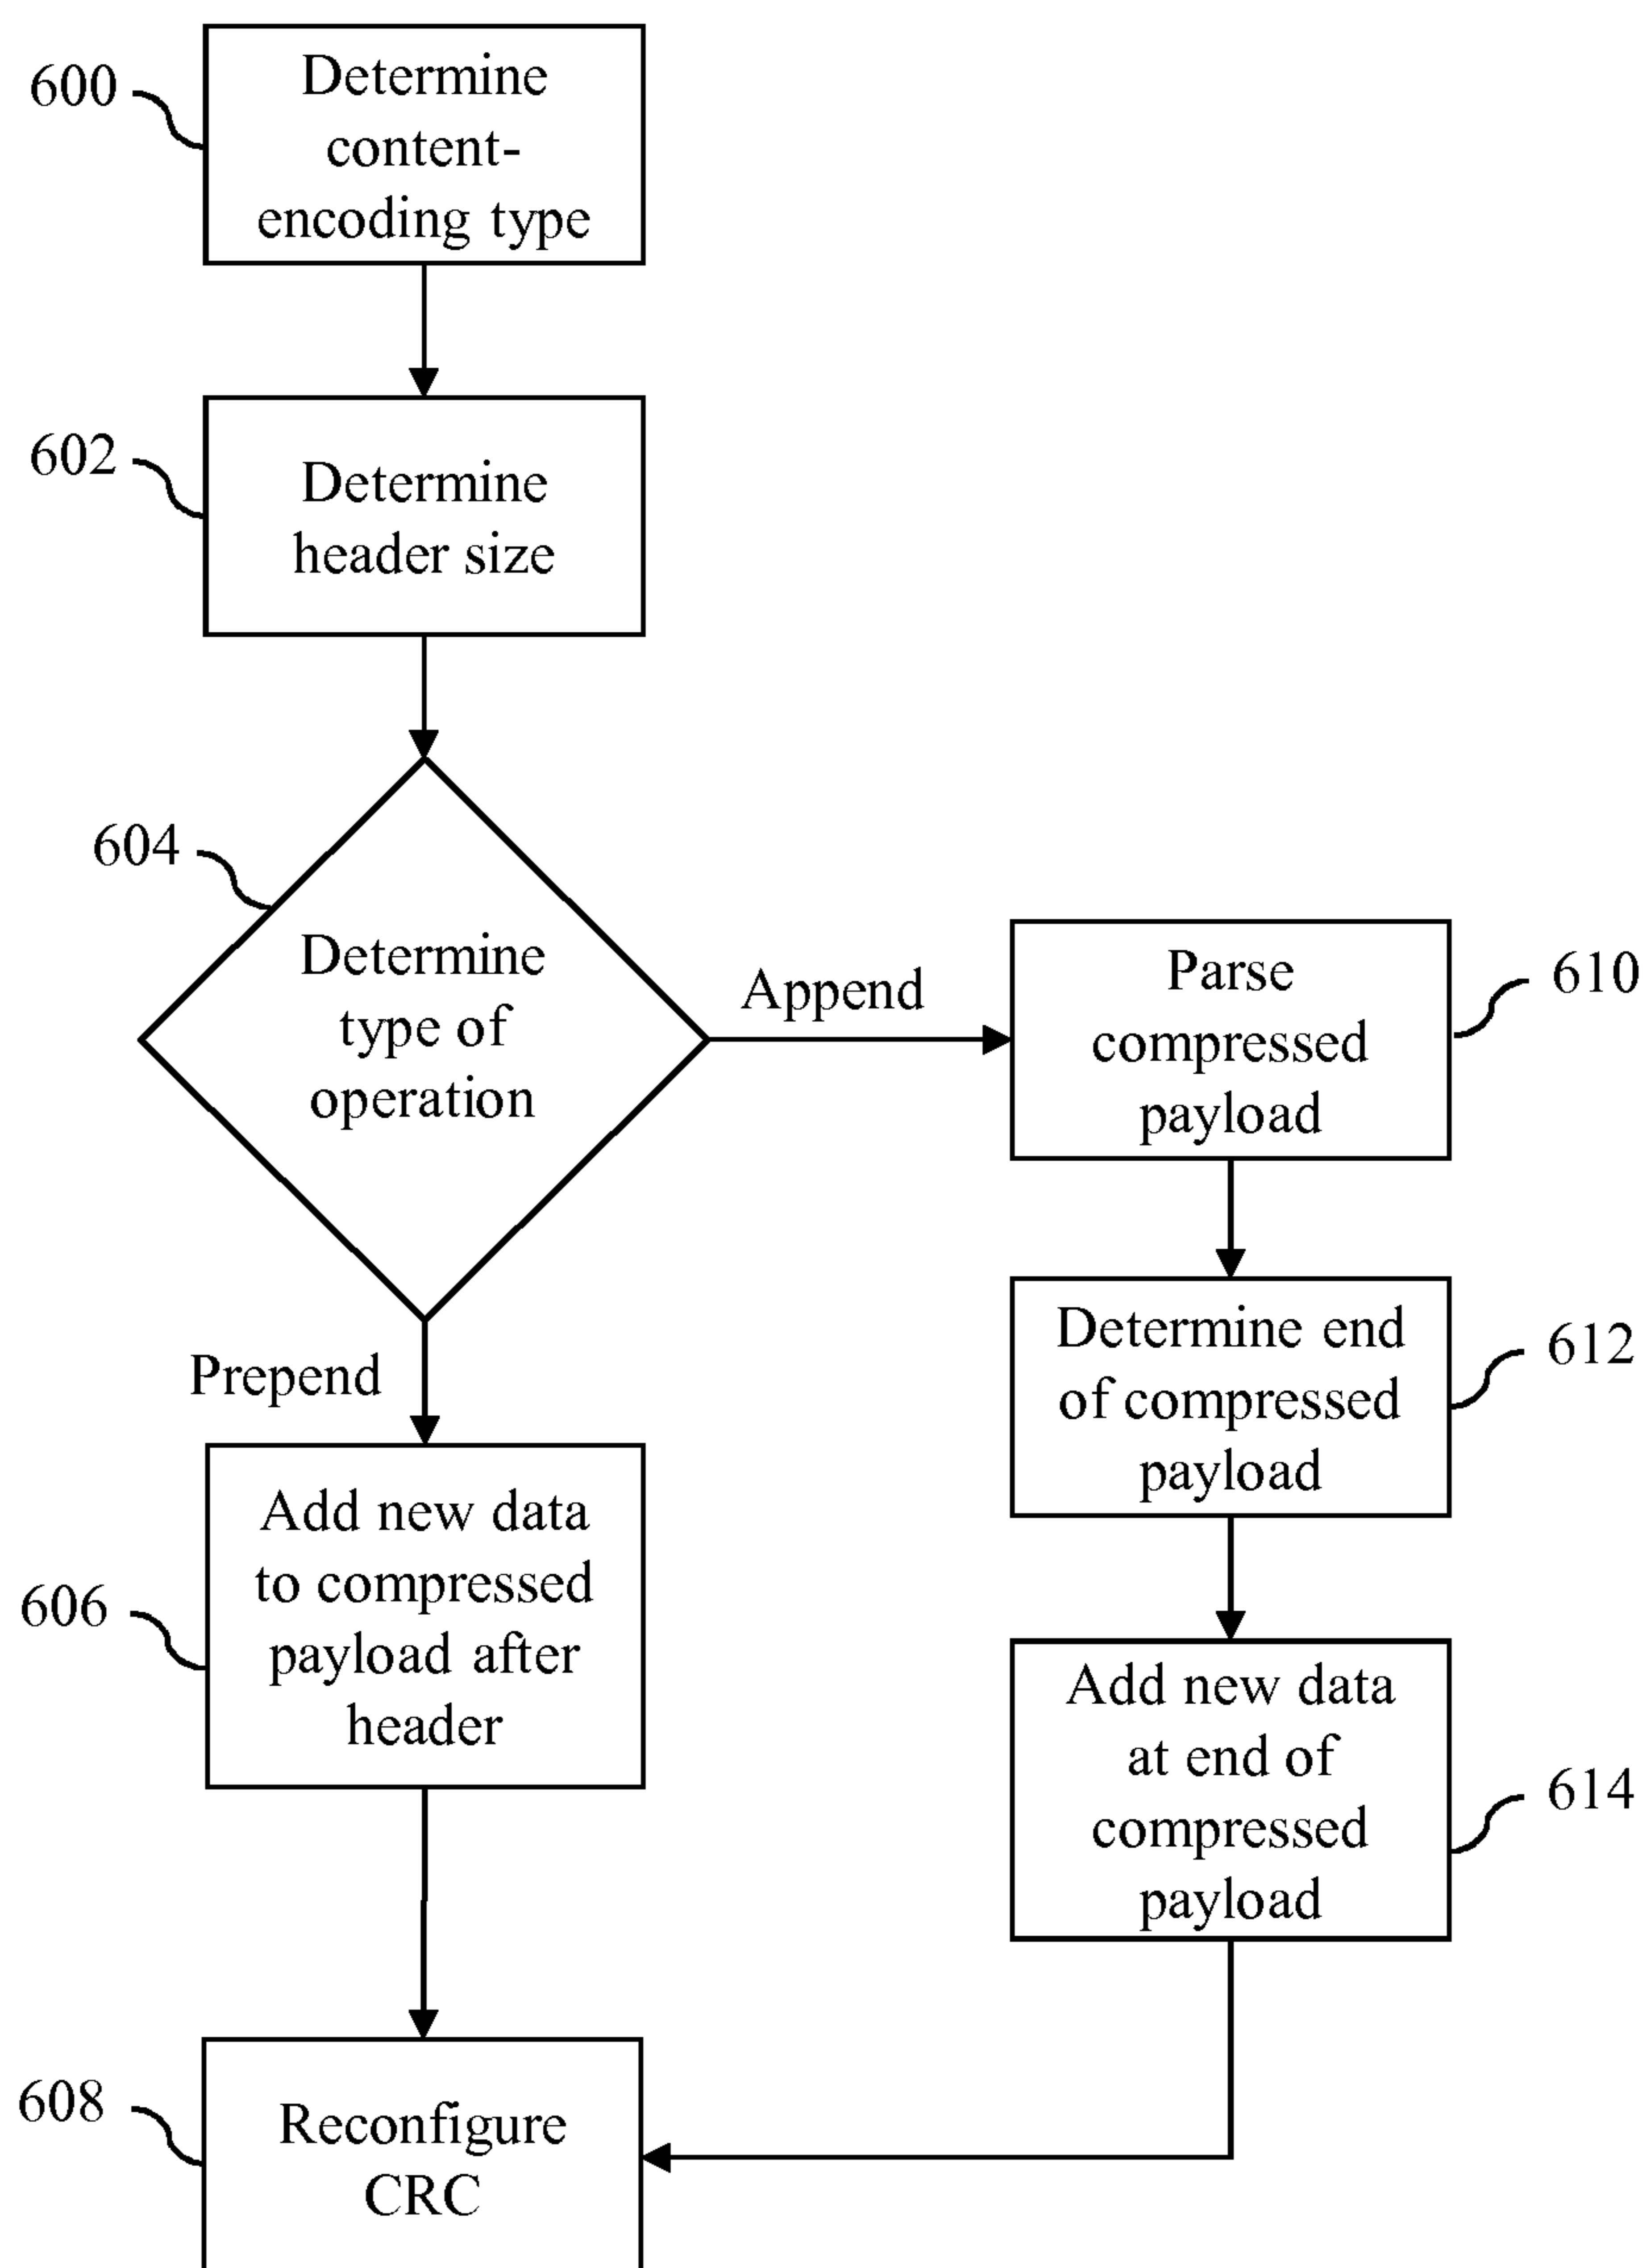 600
Determine
content-
encoding type
602
Determine
header size
604
Determine
type of
operation
Append
Parse
compressed
payload
610
Determine end
of compressed
payload
612
Prepend
Add new data
to compressed
payload after
header
606
Add new data
at end of
compressed
payload
614
608
Reconfigure
CRC